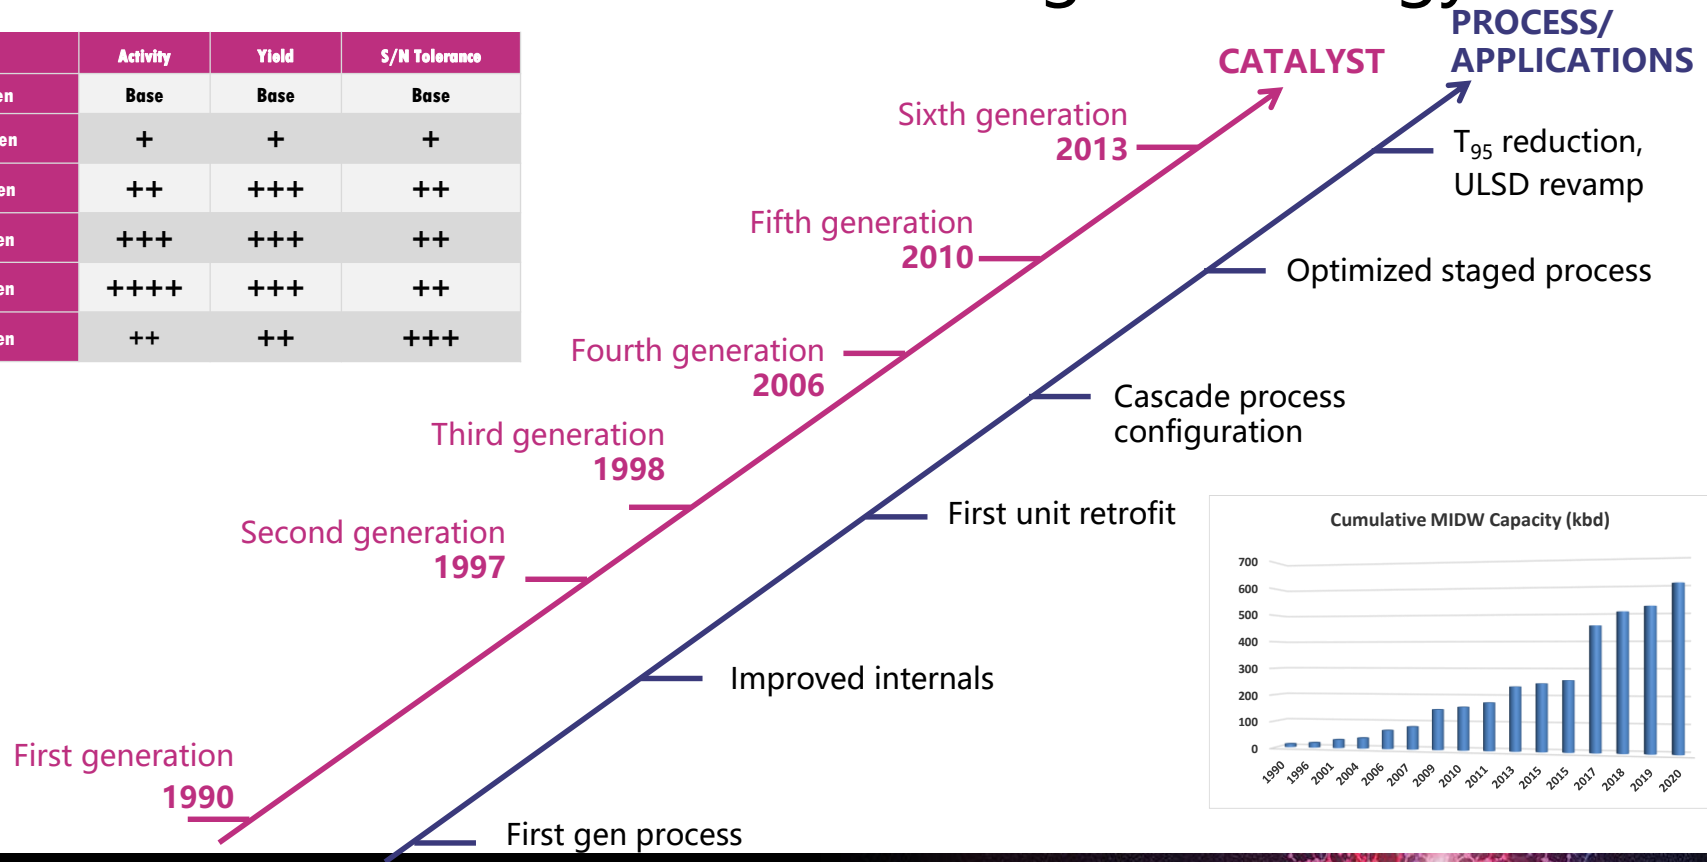 PROCESS/
APPLICATIONS
CATALYST
Activity Yield S/N Tolerance
Base Base Base
+ + +
++ +++ ++
+++ +++ ++
++++ +++ ++
++ ++ +++
Sixth generation
2013
T95 reduction,
ULSD revamp
Fifth generation
2010
Optimized staged process
Fourth generation
2006
Cascade process
configuration
Third generation
1998
First unit retrofit
Second generation
1997
Improved internals
First generation
1990
First gen process
Cumulative MIDW Capacity (kbd)
700
600
500
400
300
200
100
0
1990 1996 2001 2004 2006 2007 2009 2010 2011 2013 2015 2015 2017 2018 2019 2020